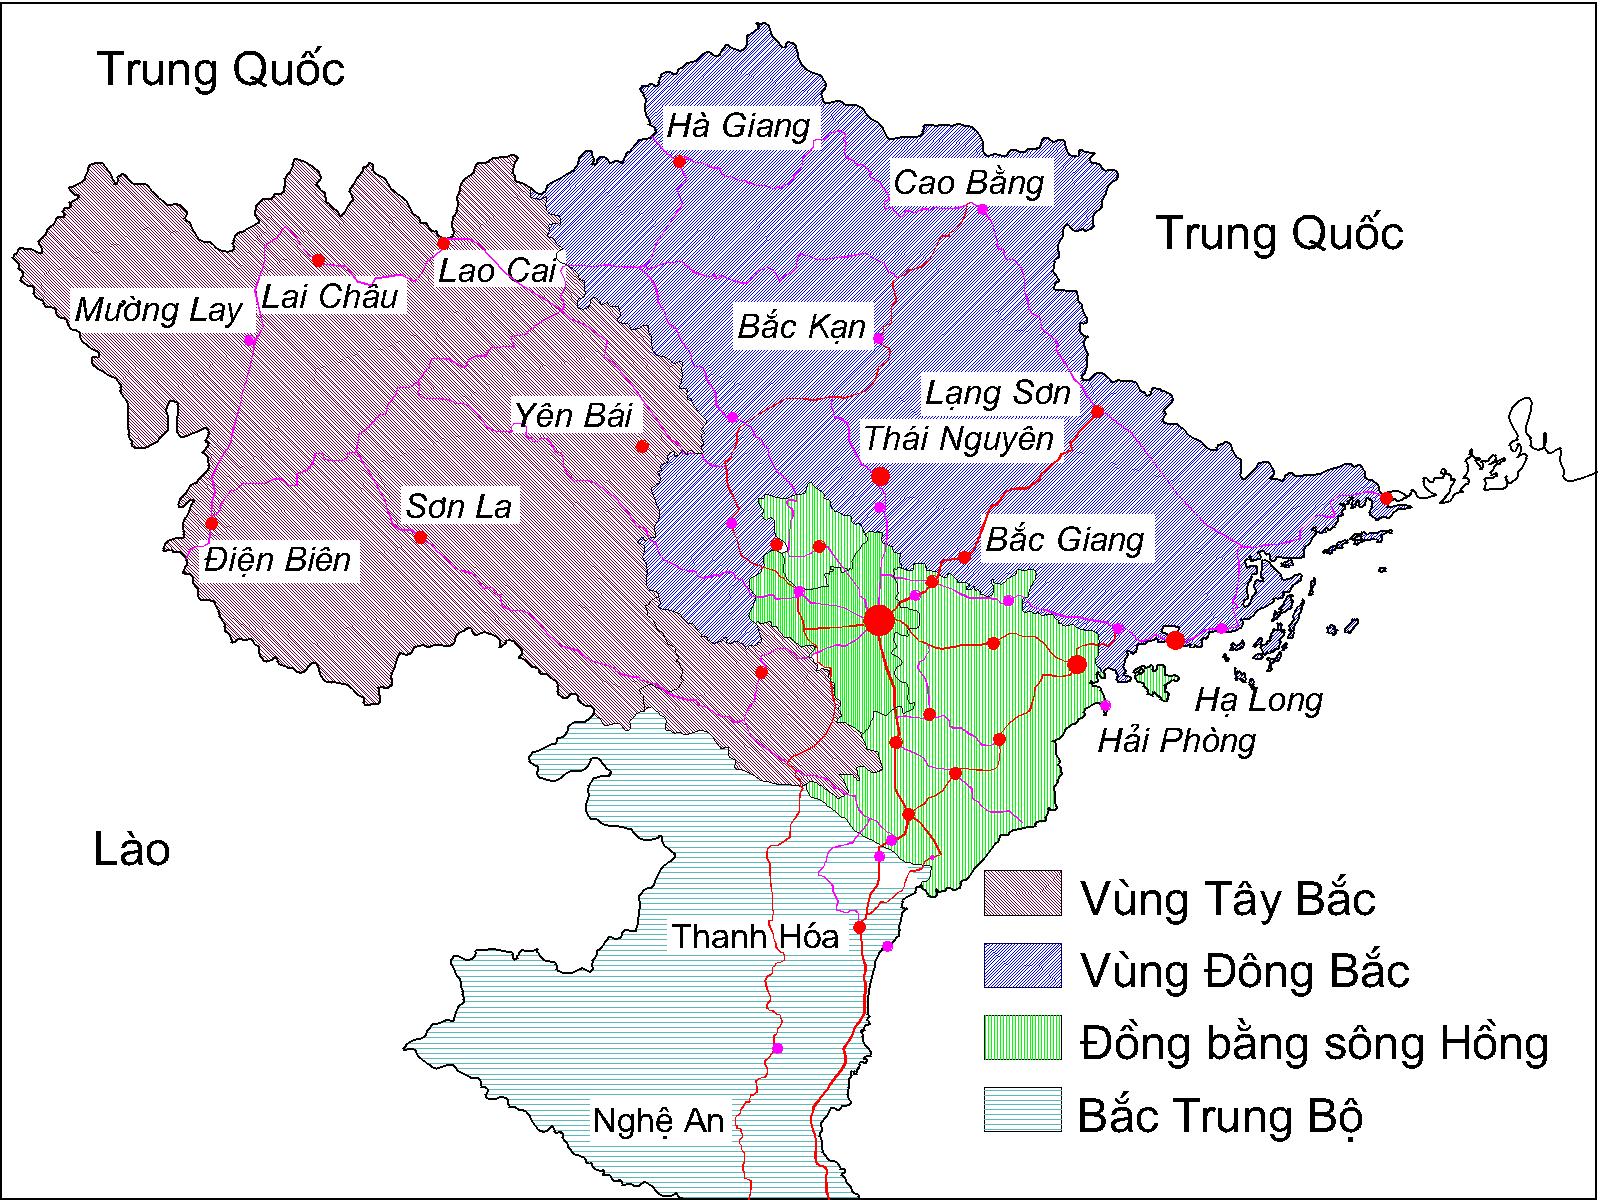 Trung Quốc
Hà Giang
Cao Bằng
Trung Quốc
Lao Cai
Lai Châu
Mường Lay
Bắc Kạn
Lạng Sơn
Yên Bái
Thái Nguyên
Sơn La
Bắc Giang
Điện Biên
Hạ Long
Hải Phòng
Lào
Vùng Tây Bắc
Thanh Hóa
Vùng Đông Bắc
Đồng bằng sông Hồng
Nghệ An
Bắc Trung Bộ